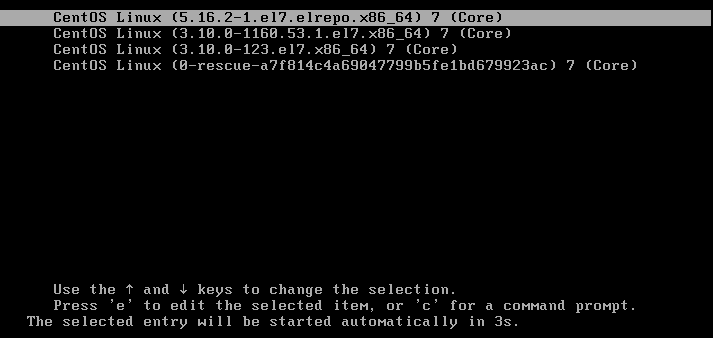 CentOS Linux (5.16.2-1.el7.elrepo.x86_64) 7 (Core)
CentOS Linux (3.10.0-1160.53.1.el7.x86_64) 7 (Core)
CentOS Linux (3.10.0-123.el7.x86_64) 7 (Core)
CentOS Linux (0-rescue-a7f814c4a69047799b5fe1bd679923ac) 7 (Core)
Use the ↑ and ↓ keys to change the selection.
Press 'e' to edit the selected item, or 'c' for a command prompt.
The selected entry will be started automatically in 3s.